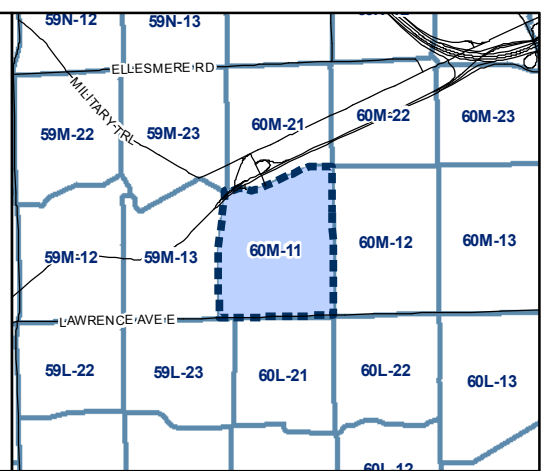 59N-12
59N-13
ELLESMERE RD
MILITARY TRL
59M-22
59M-23
60M-21
60M-22
60M-23
59M-12
59M-13
60M-11
60M-12
60M-13
LAWRENCE AVE E
59L-22
59L-23
60L-21
60L-22
60L-13
60L-12